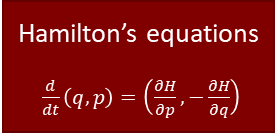 Hamilton's equations
d/dt (q, p) = (∂H/∂p, −∂H/∂q)